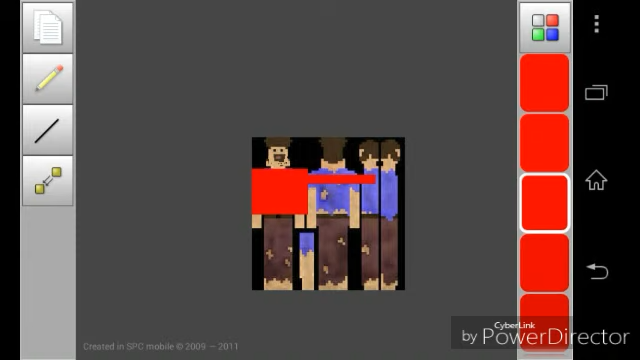 Created in SPC mobile © 2009 — 2011
CyberLink
by PowerDirector